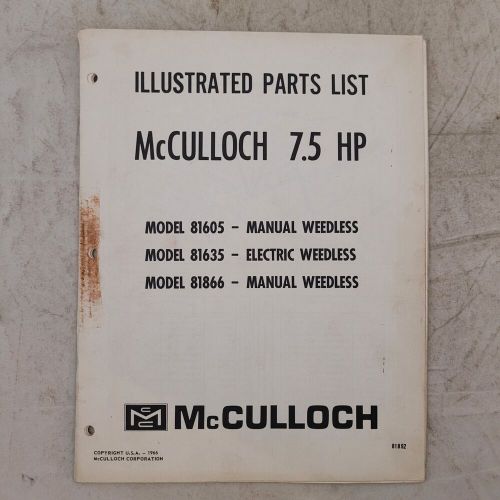 ILLUSTRATED PARTS LIST
McCULLOCH 7.5 HP
MODEL 81605 - MANUAL WEEDLESS
MODEL 81635 - ELECTRIC WEEDLESS
MODEL 81866 - MANUAL WEEDLESS
McCULLOCH
COPYRIGHT U.S.A. - 1966
McCULLOCH CORPORATION
81862